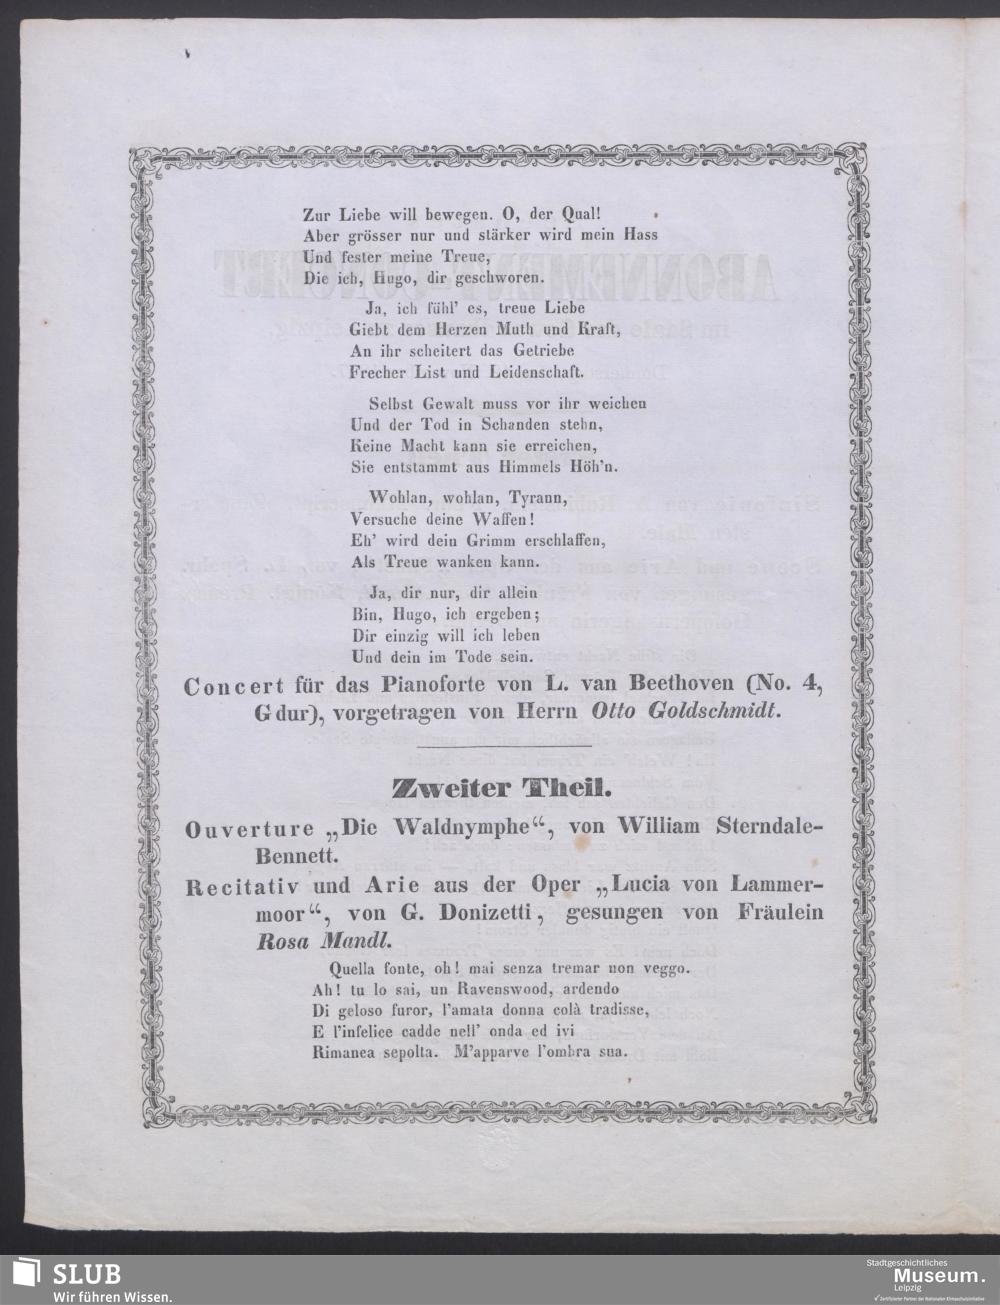 Zur Liebe will bewegen. O, der Qual!
Aber grösser nur und stärker wird mein Hass
Und fester meine Treue,
Die ich, Hugo, dir geschworen.
Ja, ich fühl' es, treue Liebe
Giebt dem Herzen Muth und Kraft,
An ihr scheitert das Getriebe
Frecher List und Leidenschaft.
Selbst Gewalt muss vor ihr weichen
Und der Tod in Schanden stehn,
Keine Macht kann sie erreichen,
Sie entstammt aus Himmels Höh'n.
Wohlan, wohlan, Tyrann,
Versuche deine Waffen!
Eh' wird dein Grimm erschlaffen,
Als Treue wanken kann.
Ja, dir nur, dir allein
Bin, Hugo, ich ergeben;
Dir einzig will ich leben
Und dein im Tode sein.
Concert für das Pianoforte von L. van Beethoven (No. 4,
G dur), vorgetragen von Herrn Otto Goldschmidt.
Zweiter Theil.
Ouverture „Die Waldnymphe“, von William Sterndale-
Bennett.
Recitativ und Arie aus der Oper „Lucia von Lammer-
moor“, von G. Donizetti, gesungen von Fräulein
Rosa Mandl.
Quella fonte, oh! mai senza tremar non veggo.
Ah! tu lo sai, un Ravenswood, ardendo
Di geloso furor, l'amata donna colà tradisse,
E l'infelice cadde nell' onda ed ivi
Rimanea sepolta. M'apparve l'ombra sua.
SLUB
Wir führen Wissen.
Stadtgeschichtliches
Museum.
Leipzig
Zertifizierter Partner der Nationalen Klimaschutzinitiative